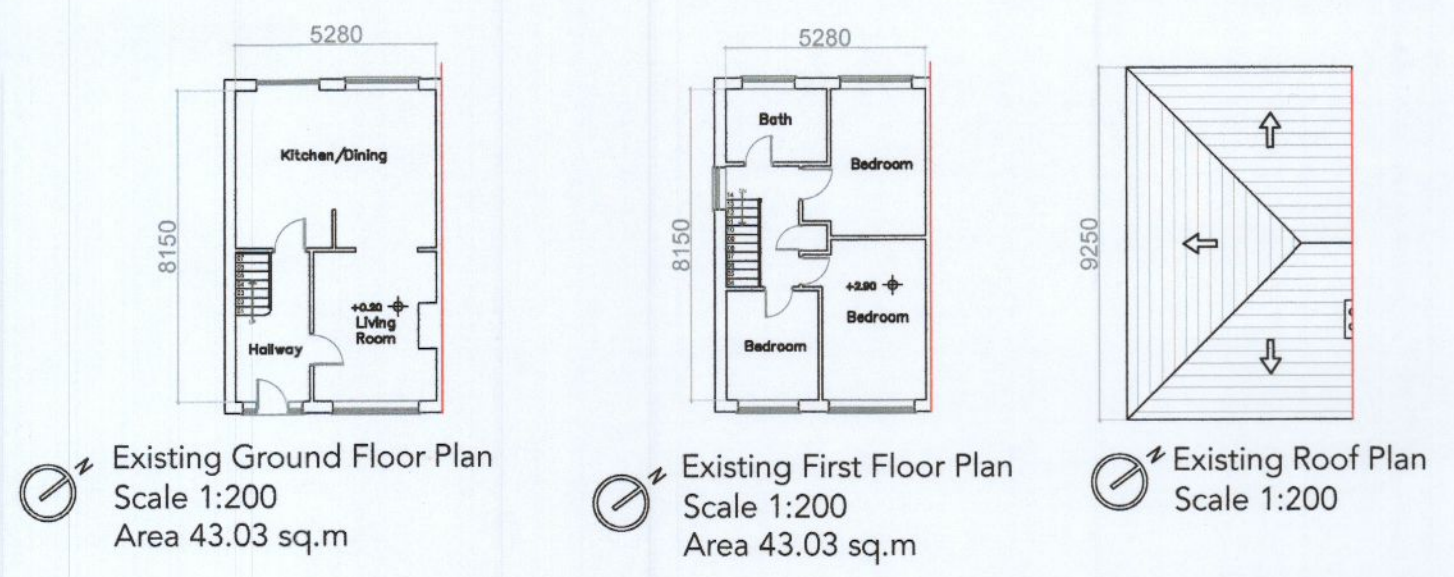 5280
8150
Kitchen/Dining
+0.20
Living
Room
Hallway
N
Existing Ground Floor Plan
Scale 1:200
Area 43.03 sq.m
5280
8150
Bath
Bedroom
+2.90
Bedroom
Bedroom
N
Existing First Floor Plan
Scale 1:200
Area 43.03 sq.m
9250
N
Existing Roof Plan
Scale 1:200